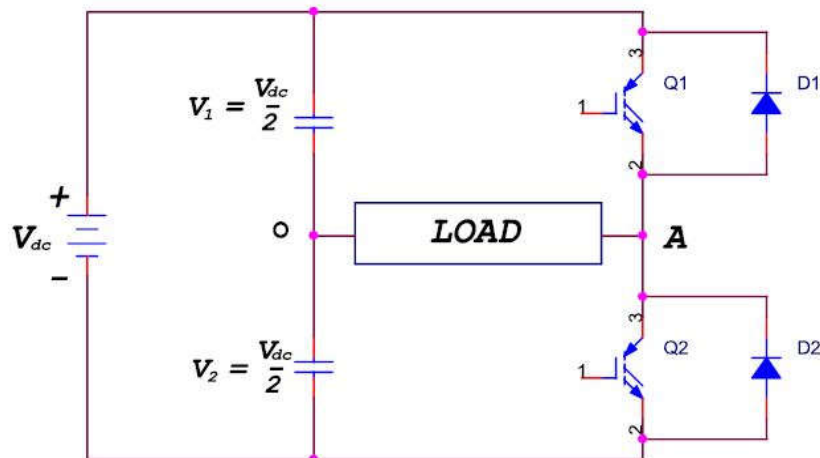 3
V1 = Vdc/2
Q1
D1
1
2
+
Vdc
-
O
LOAD
A
3
V2 = Vdc/2
Q2
D2
1
2